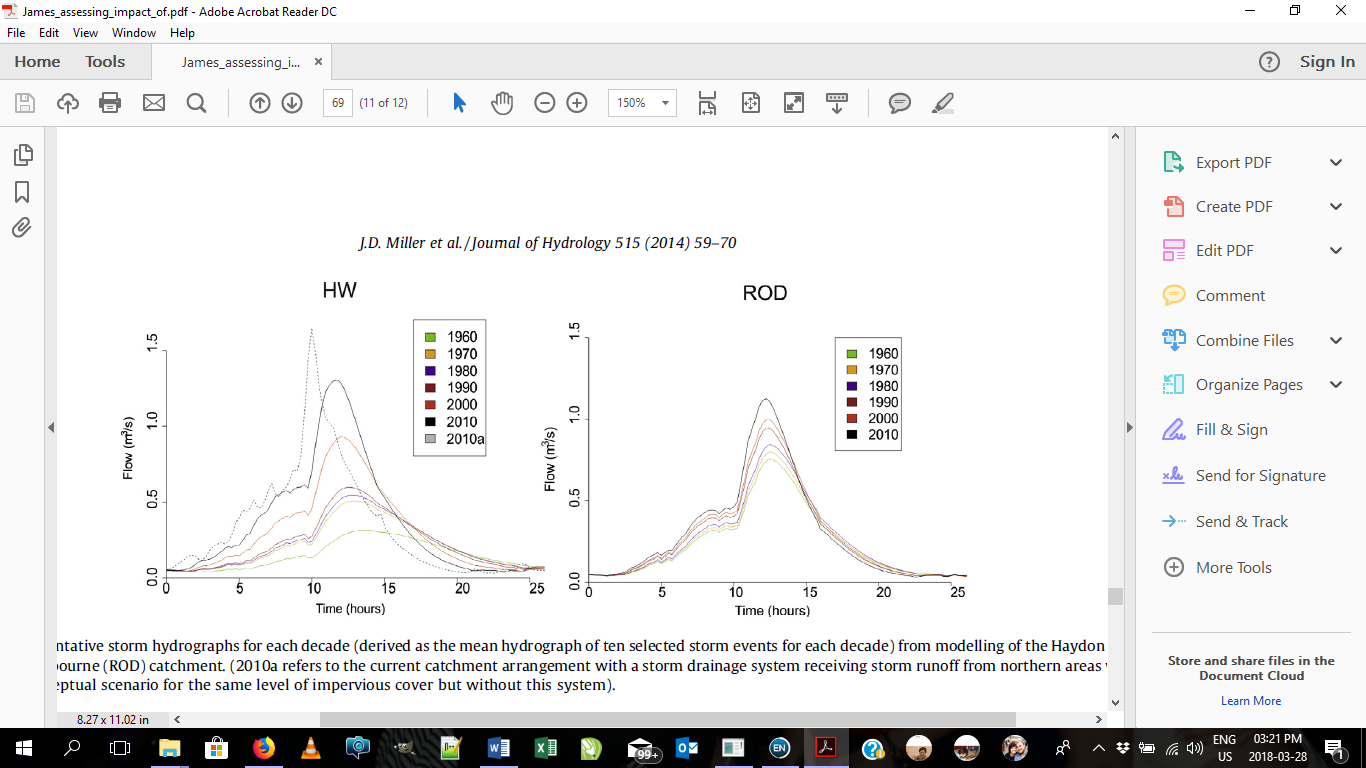 James_assessing_impact_of.pdf - Adobe Acrobat Reader DC
File Edit View Window Help
Home Tools James_assessing_i... × Sign In
69 (11 of 12) 150%
J.D. Miller et al./Journal of Hydrology 515 (2014) 59–70
HW
1.5
1.0
0.5
0.0
Flow (m³/s)
0 5 10 15 20 25
Time (hours)
1960
1970
1980
1990
2000
2010
2010a
ROD
1.5
1.0
0.5
0.0
Flow (m³/s)
0 5 10 15 20 25
Time (hours)
1960
1970
1980
1990
2000
2010
ntative storm hydrographs for each decade (derived as the mean hydrograph of ten selected storm events for each decade) from modelling of the Haydon
bourne (ROD) catchment. (2010a refers to the current catchment arrangement with a storm drainage system receiving storm runoff from northern areas
eptual scenario for the same level of impervious cover but without this system).
8.27 x 11.02 in
Export PDF
Create PDF
Edit PDF
Comment
Combine Files
Organize Pages
Fill & Sign
Send for Signature
Send & Track
More Tools
Store and share files in the
Document Cloud
Learn More
99+
EN
ENG
US
03:21 PM
2018-03-28
1